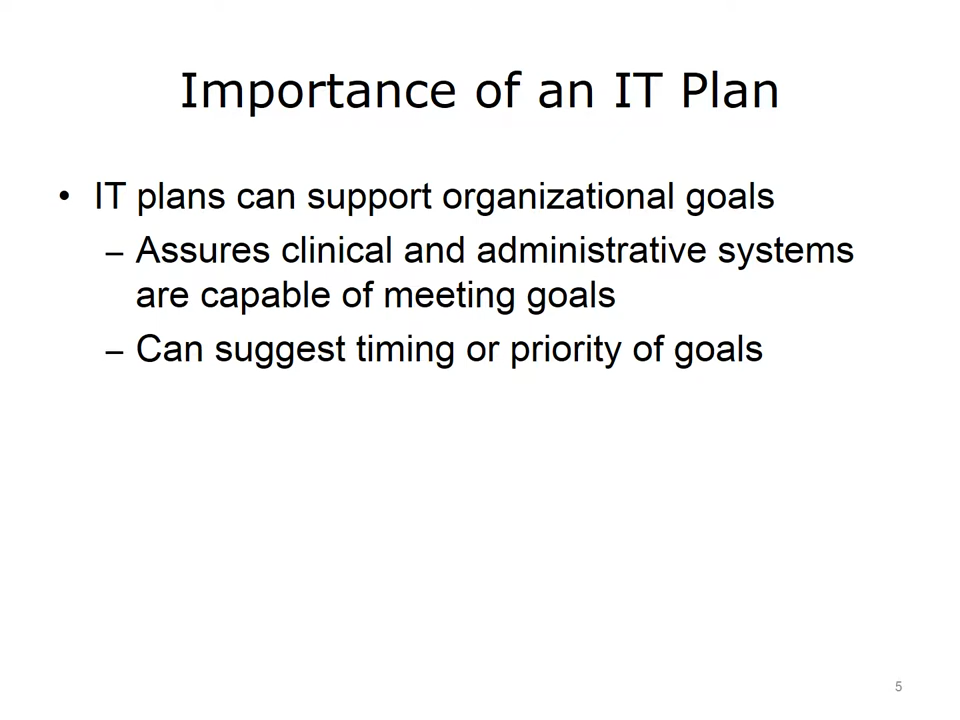 Importance of an IT Plan
• IT plans can support organizational goals
– Assures clinical and administrative systems
are capable of meeting goals
– Can suggest timing or priority of goals
5